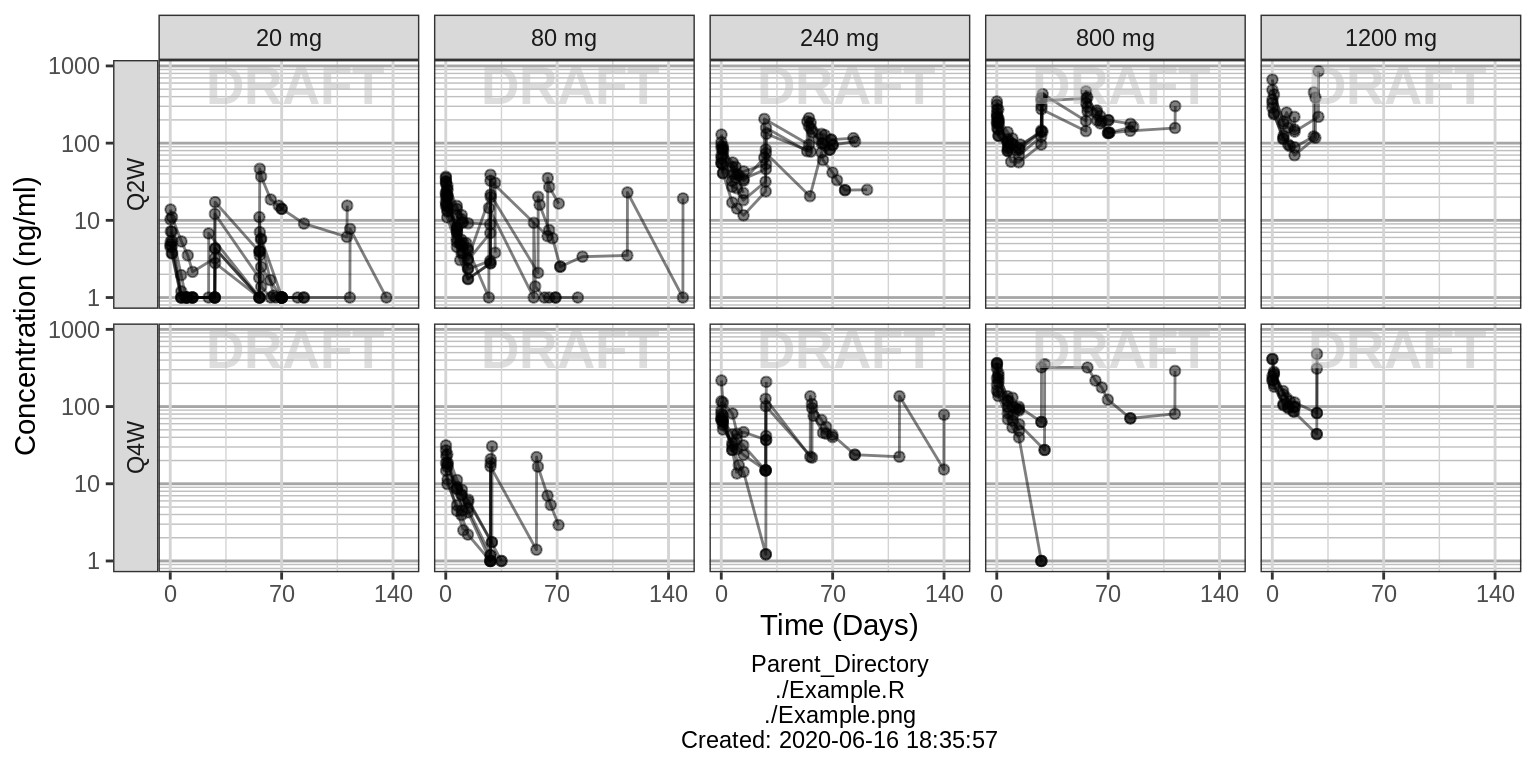 20 mg 80 mg 240 mg 800 mg 1200 mg
DRAFT DRAFT DRAFT DRAFT DRAFT
1000
100
10
1
Q2W
Concentration (ng/ml)
DRAFT DRAFT DRAFT DRAFT DRAFT
1000
100
10
1
Q4W
0 70 140 0 70 140 0 70 140 0 70 140 0 70 140
Time (Days)
Parent_Directory
./Example.R
./Example.png
Created: 2020-06-16 18:35:57